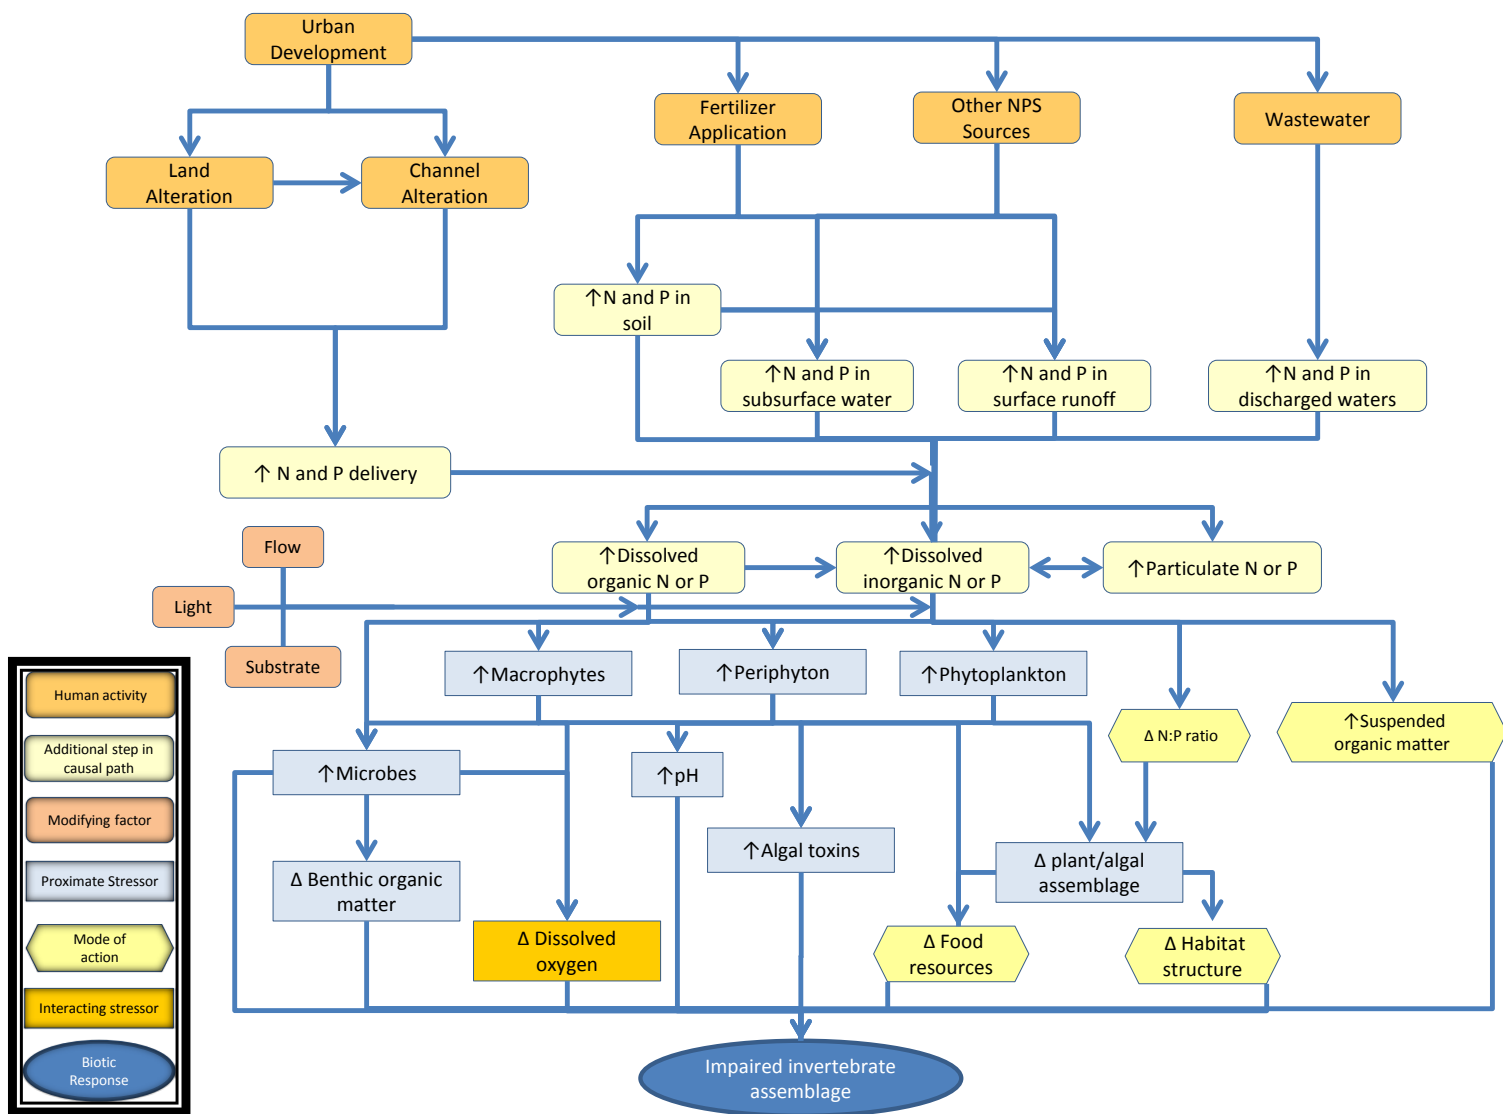 Urban
Development
Fertilizer
Application
Other NPS
Sources
Wastewater
Land
Alteration
Channel
Alteration
↑N and P in
soil
↑N and P in
subsurface water
↑N and P in
surface runoff
↑N and P in
discharged waters
↑ N and P delivery
Flow
↑Dissolved
organic N or P
↑Dissolved
inorganic N or P
↑Particulate N or P
Light
Substrate
↑Macrophytes
↑Periphyton
↑Phytoplankton
Δ N:P ratio
↑Suspended
organic matter
↑Microbes
↑pH
↑Algal toxins
Δ plant/algal
assemblage
Δ Benthic organic
matter
Δ Dissolved
oxygen
Δ Food
resources
Δ Habitat
structure
Impaired invertebrate
assemblage
Human activity
Additional step in
causal path
Modifying factor
Proximate Stressor
Mode of
action
Interacting stressor
Biotic
Response